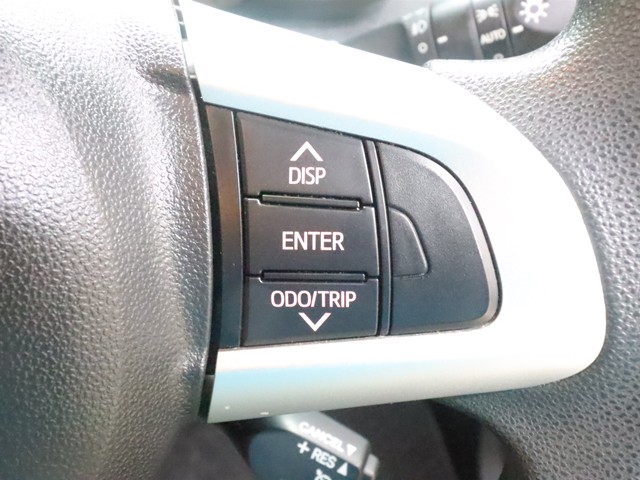 AUTO
DISP
ENTER
ODO/TRIP
CANCEL
+ RES